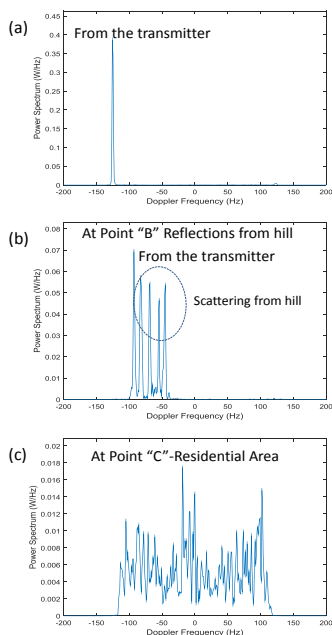 (a)
From the transmitter
0.45
0.4
0.35
0.3
0.25
0.2
0.15
0.1
0.05
0
Power Spectrum (W/Hz)
-200 -150 -100 -50 0 50 100 150 200
Doppler Frequency (Hz)
(b)
At Point “B” Reflections from hill
From the transmitter
Scattering from hill
0.08
0.07
0.06
0.05
0.04
0.03
0.02
0.01
0
Power Spectrum (W/Hz)
-200 -150 -100 -50 0 50 100 150 200
Doppler Frequency (Hz)
(c)
At Point “C”-Residential Area
0.02
0.018
0.016
0.014
0.012
0.01
0.008
0.006
0.004
0.002
0
Power Spectrum (W/Hz)
-200 -150 -100 -50 0 50 100 150 200
Doppler Frequency (Hz)